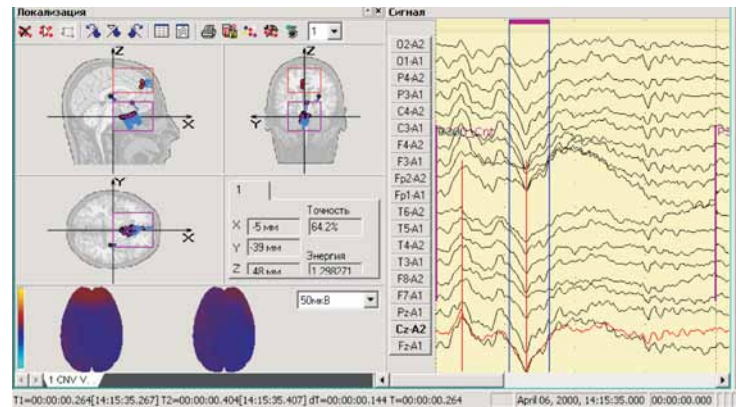 Локализация
1
Z
X
Z
Y
Y
X
1
Точность
X -5 мм 64.2%
Y -39 мм
Энергия
Z 48 мм 1.298271
50мкВ
1 CNV V...
Сигнал
O2-A2
O1-A1
P4-A2
P3-A1
C4-A2
C3-A1
F4-A2
F3-A1
Fp2-A2
Fp1-A1
T6-A2
T5-A1
T4-A2
T3-A1
F8-A2
F7-A1
Pz-A1
Cz-A2
Fz-A1
T1=00:00:00.264[14:15:35.267] T2=00:00:00.404[14:15:35.407] dT=00:00:00.144 T=00:00:00.264
April 06, 2000, 14:15:35.000
00:00:00.000